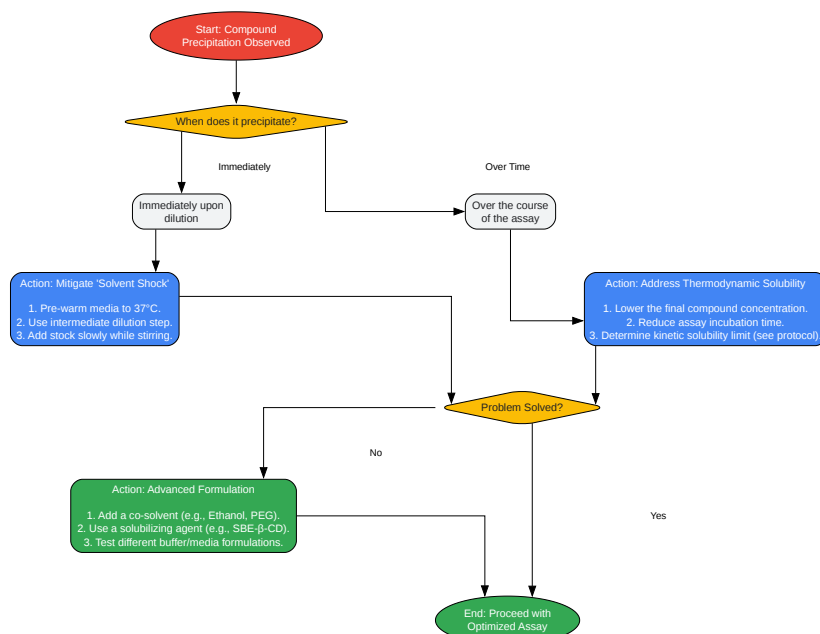 Start: Compound
Precipitation Observed
When does it precipitate?
Immediately
Over Time
Immediately upon
dilution
Over the course
of the assay
Action: Mitigate 'Solvent Shock'
1. Pre-warm media to 37°C.
2. Use intermediate dilution step.
3. Add stock slowly while stirring.
Action: Address Thermodynamic Solubility
1. Lower the final compound concentration.
2. Reduce assay incubation time.
3. Determine kinetic solubility limit (see protocol).
Problem Solved?
No
Yes
Action: Advanced Formulation
1. Add a co-solvent (e.g., Ethanol, PEG).
2. Use a solubilizing agent (e.g., SBE-β-CD).
3. Test different buffer/media formulations.
End: Proceed with
Optimized Assay